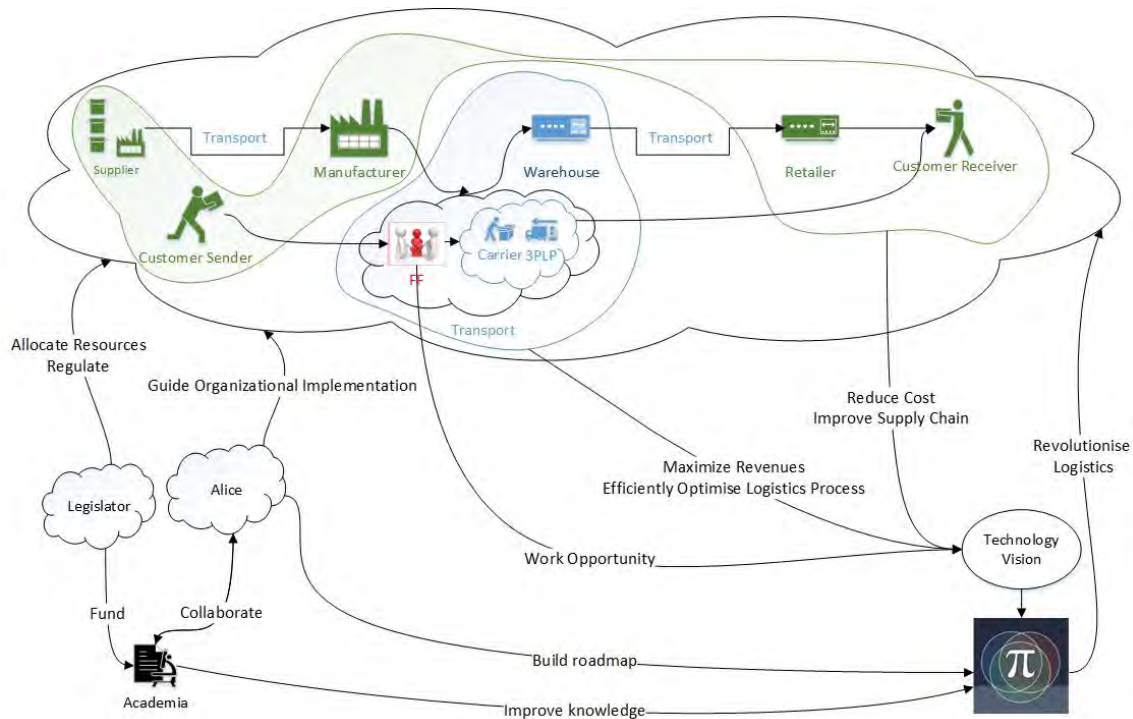 Transport
Transport
Supplier
Manufacturer
Warehouse
Retailer
Customer Receiver
Customer Sender
FF
Carrier 3PLP
Transport
Allocate Resources
Regulate
Guide Organizational Implementation
Reduce Cost
Improve Supply Chain
Revolutionise
Logistics
Maximize Revenues
Efficiently Optimise Logistics Process
Legislator
Alice
Technology
Vision
Work Opportunity
Fund
Collaborate
π
Build roadmap
Academia
Improve knowledge